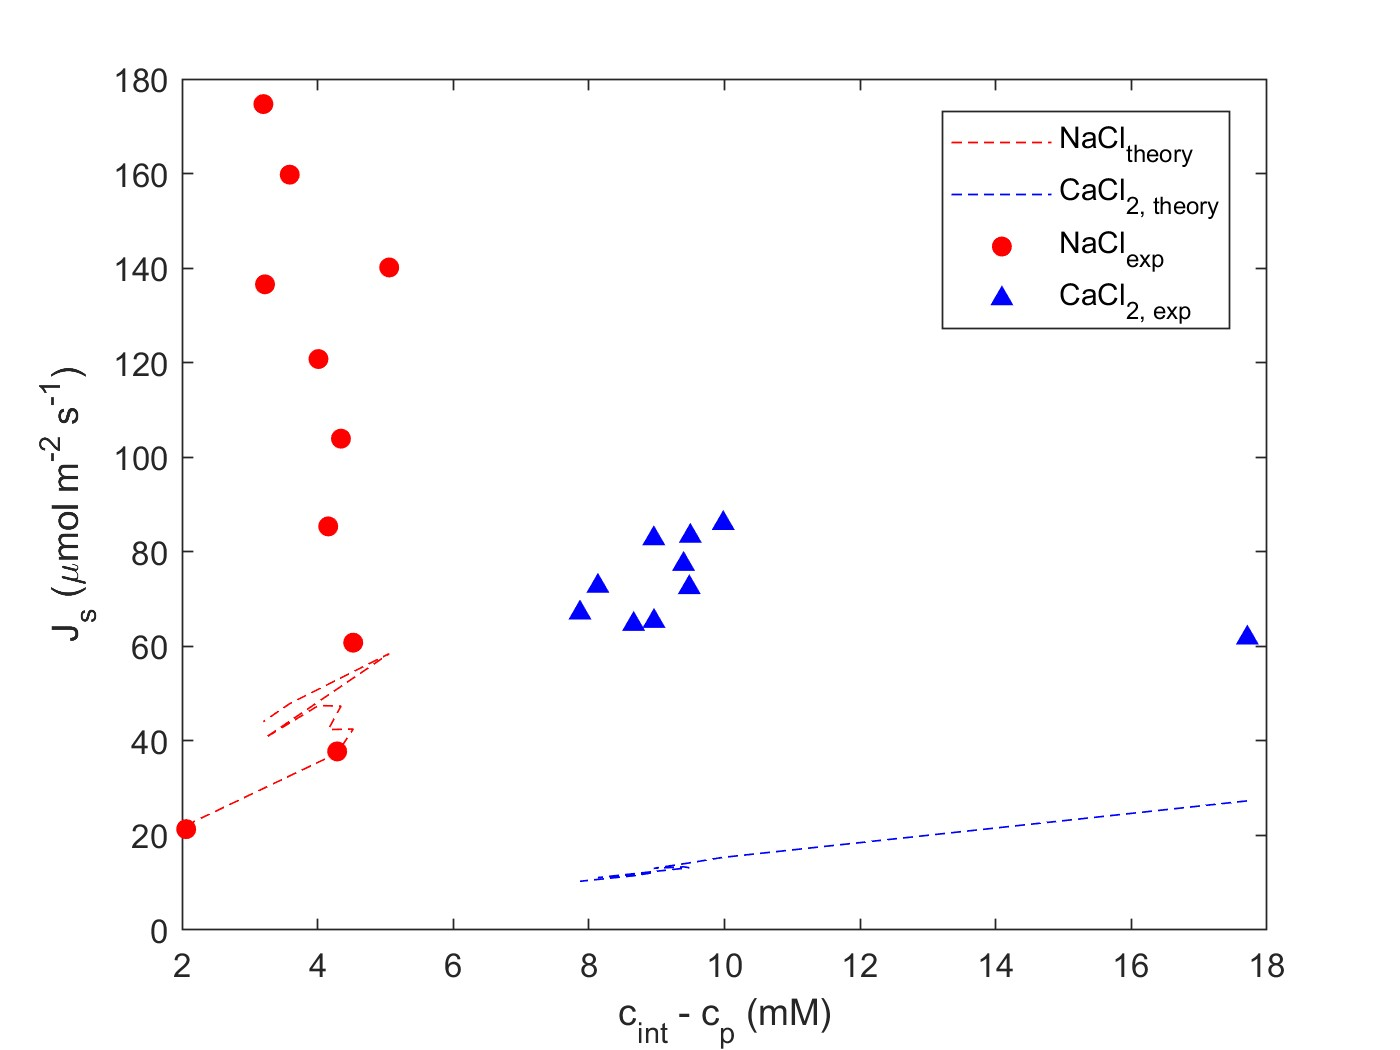 180
160
140
120
100
80
60
40
20
0
J_s (μmol m^-2 s^-1)
NaCl_theory
CaCl_2, theory
NaCl_exp
CaCl_2, exp
2 4 6 8 10 12 14 16 18
c_int - c_p (mM)